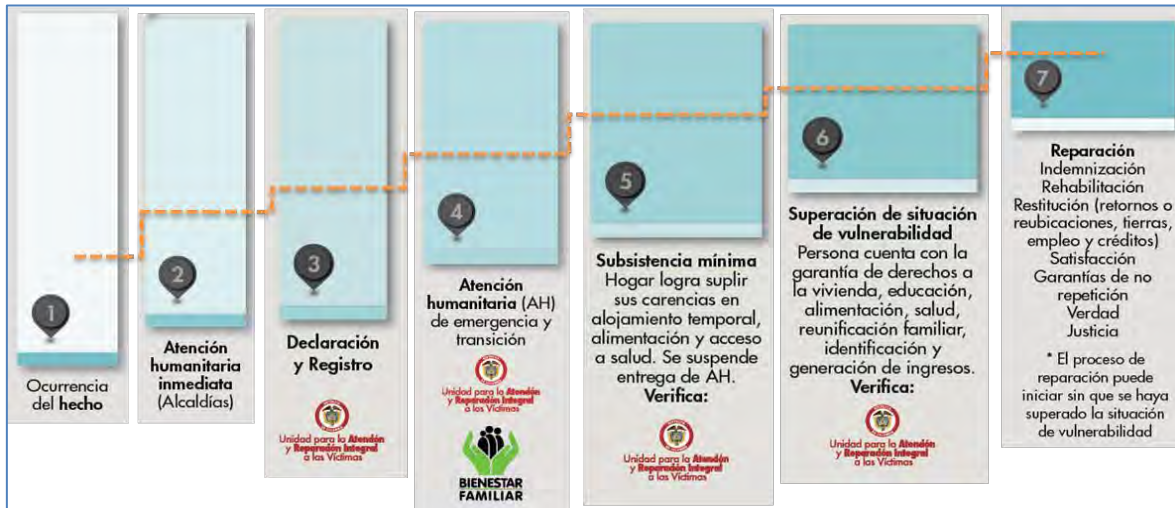 1
Ocurrencia
del hecho
2
Atención
humanitaria
inmediata
(Alcaldías)
3
Declaración
y Registro
Unidad para la Atención
y Reparación Integral
a las Víctimas
4
Atención
humanitaria (AH)
de emergencia y
transición
Unidad para la Atención
y Reparación Integral
a las Víctimas
BIENESTAR
FAMILIAR
5
Subsistencia mínima
Hogar logra suplir
sus carencias en
alojamiento temporal,
alimentación y acceso
a salud. Se suspende
entrega de AH.
Verifica:
Unidad para la Atención
y Reparación Integral
a las Víctimas
6
Superación de situación
de vulnerabilidad
Persona cuenta con la
garantía de derechos a
la vivienda, educación,
alimentación, salud,
reunificación familiar,
identificación y
generación de ingresos.
Verifica:
Unidad para la Atención
y Reparación Integral
a las Víctimas
7
Reparación
Indemnización
Rehabilitación
Restitución (retornos o
reubicaciones, tierras,
empleo y créditos)
Satisfacción
Garantías de no
repetición
Verdad
Justicia
* El proceso de
reparación puede
iniciar sin que se haya
superado la situación
de vulnerabilidad